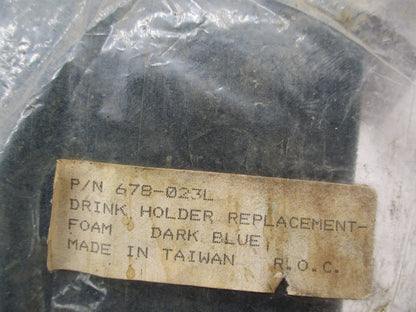 P/N 678-023L
DRINK HOLDER REPLACEMENT-
FOAM DARK BLUE
MADE IN TAIWAN R.O.C.